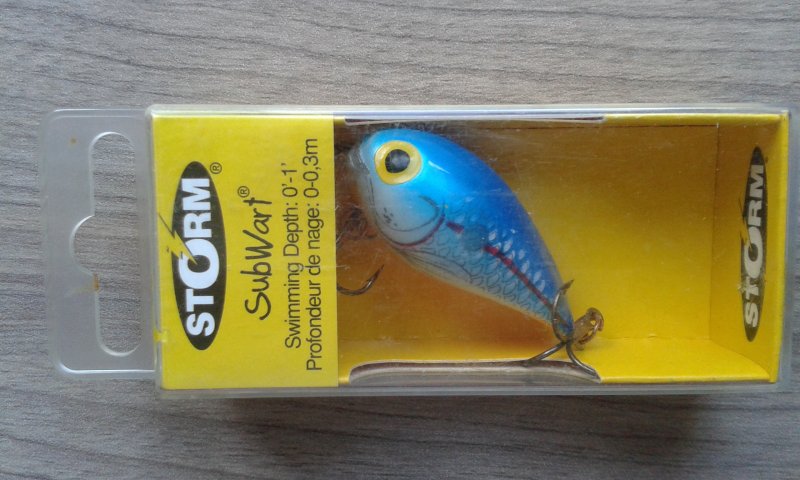 STORM®
SubWart®
Swimming Depth: 0'-1'
Profondeur de nage: 0-0,3m
STORM